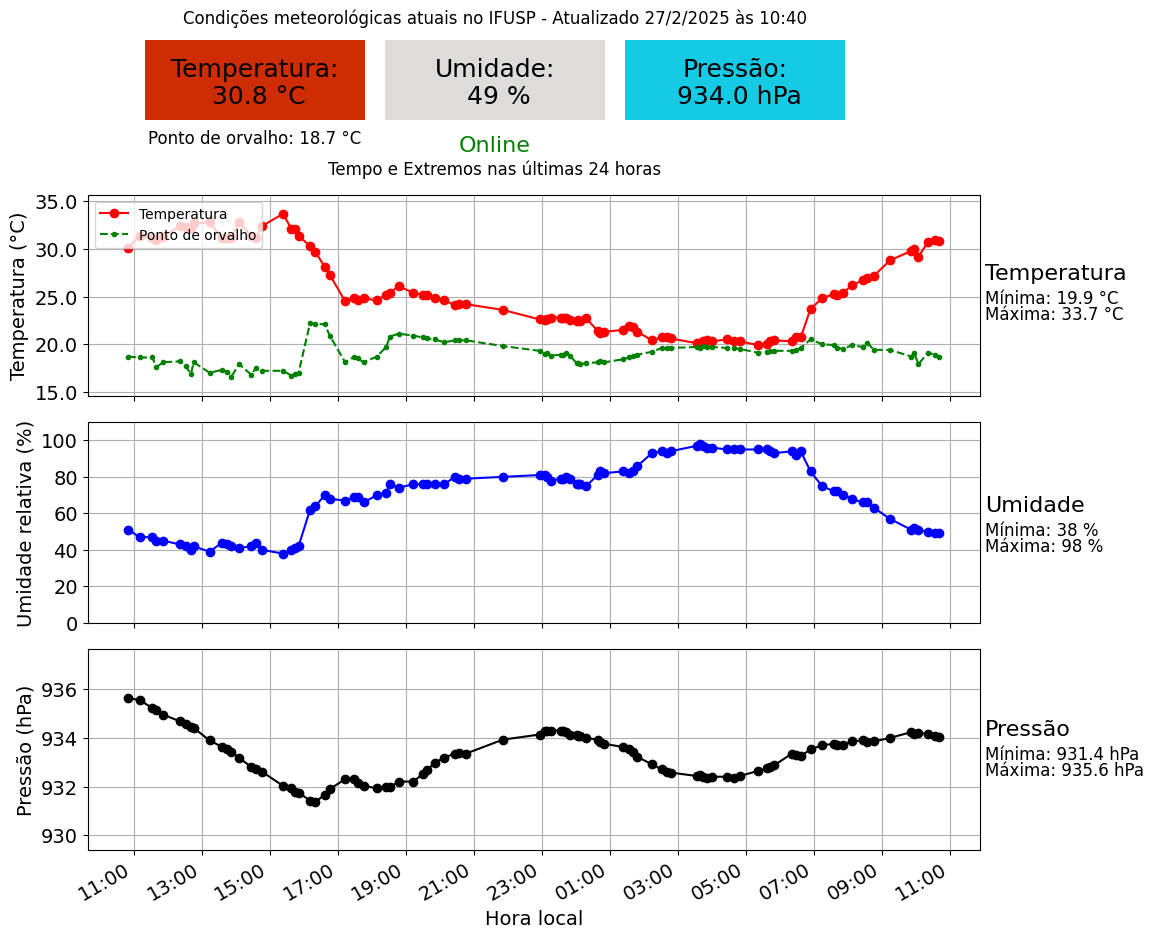 Condições meteorológicas atuais no IFUSP - Atualizado 27/2/2025 às 10:40
Temperatura:
30.8 °C
Umidade:
49 %
Pressão:
934.0 hPa
Ponto de orvalho: 18.7 °C
Online
Tempo e Extremos nas últimas 24 horas
Temperatura (°C)
35.0
30.0
25.0
20.0
15.0
Temperatura
Ponto de orvalho
Temperatura
Mínima: 19.9 °C
Máxima: 33.7 °C
Umidade relativa (%)
100
80
60
40
20
0
Umidade
Mínima: 38 %
Máxima: 98 %
Pressão (hPa)
936
934
932
930
Pressão
Mínima: 931.4 hPa
Máxima: 935.6 hPa
11:00 13:00 15:00 17:00 19:00 21:00 23:00 01:00 03:00 05:00 07:00 09:00 11:00
Hora local